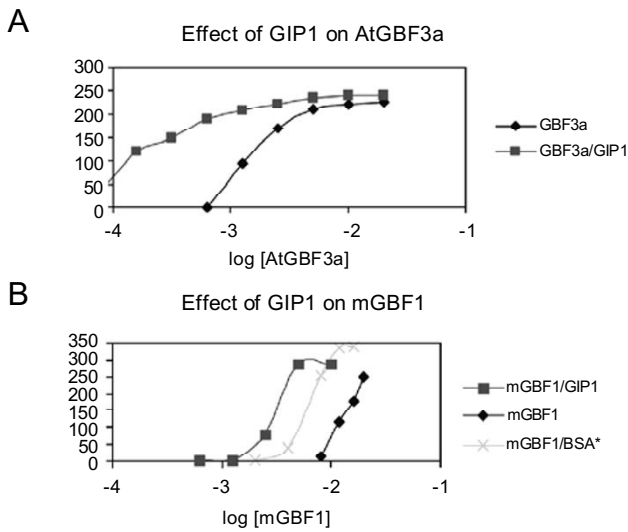 A
Effect of GIP1 on AtGBF3a
300
250
200
150
100
50
0
-4 -3 -2 -1
log [AtGBF3a]
GBF3a
GBF3a/GIP1
B
Effect of GIP1 on mGBF1
350
300
250
200
150
100
50
0
-4 -3 -2 -1
log [mGBF1]
mGBF1/GIP1
mGBF1
mGBF1/BSA*